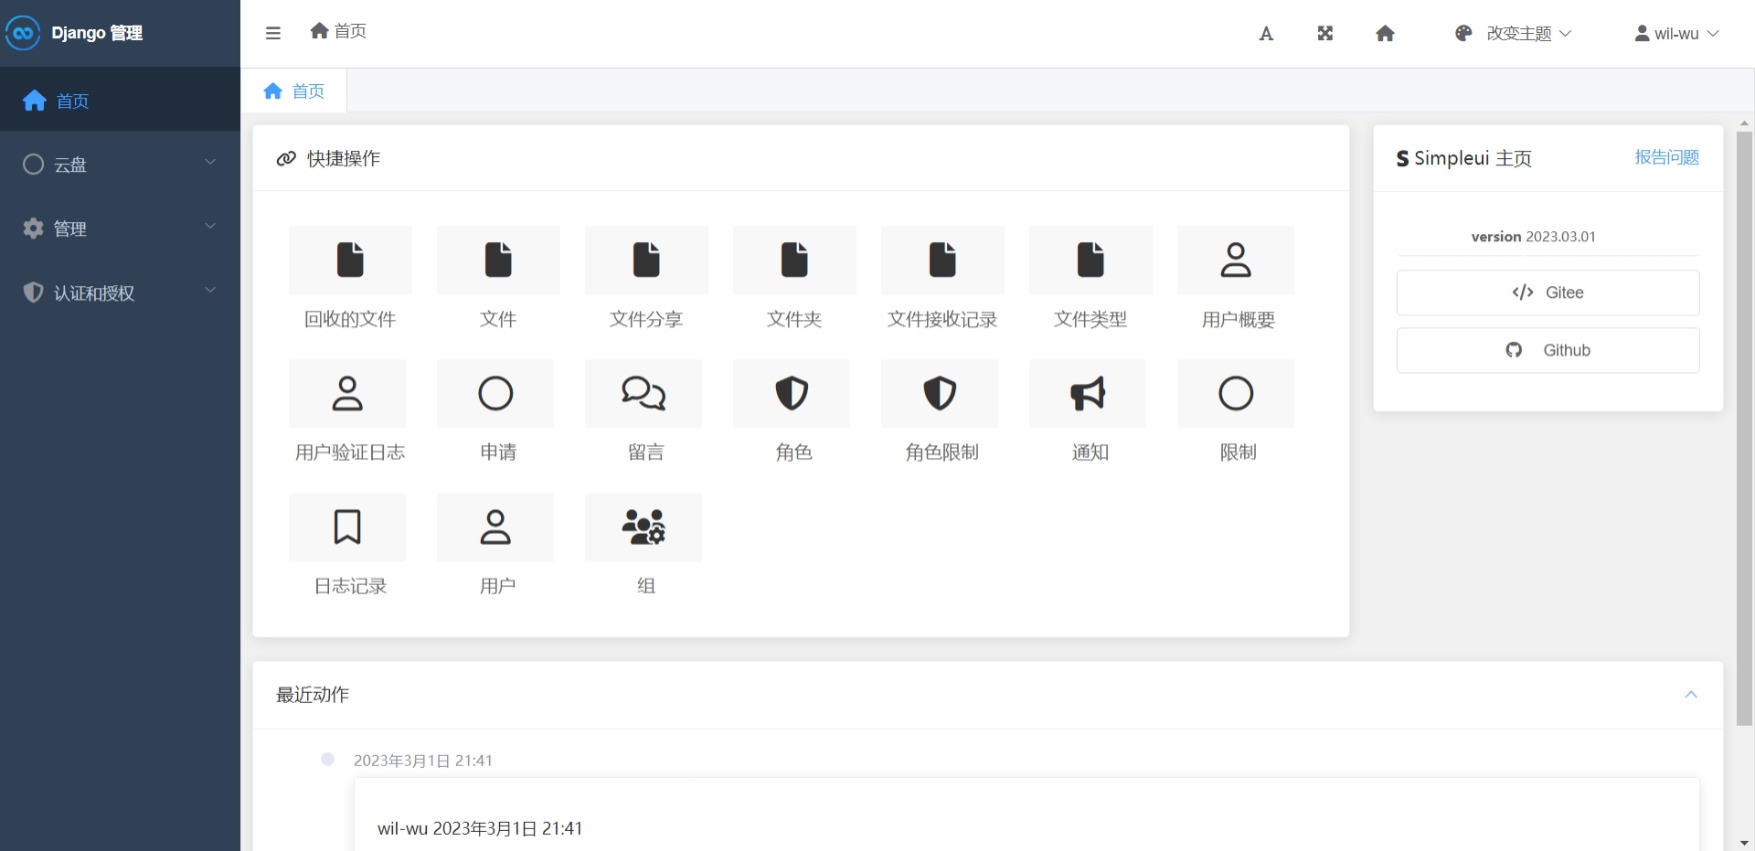 Django 管理
首页
改变主题
wil-wu
首页
云盘
管理
认证和授权
首页
快捷操作
回收的文件
文件
文件分享
文件夹
文件接收记录
文件类型
用户概要
用户验证日志
申请
留言
角色
角色限制
通知
限制
日志记录
用户
组
Simpleui 主页
报告问题
version 2023.03.01
Gitee
Github
最近动作
2023年3月1日 21:41
wil-wu 2023年3月1日 21:41